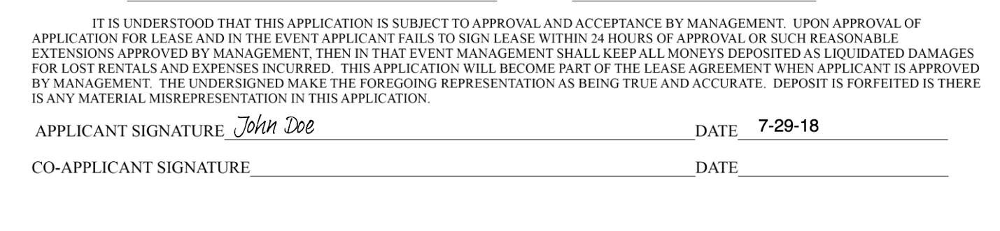 IT IS UNDERSTOOD THAT THIS APPLICATION IS SUBJECT TO APPROVAL AND ACCEPTANCE BY MANAGEMENT. UPON APPROVAL OF
APPLICATION FOR LEASE AND IN THE EVENT APPLICANT FAILS TO SIGN LEASE WITHIN 24 HOURS OF APPROVAL OR SUCH REASONABLE
EXTENSIONS APPROVED BY MANAGEMENT, THEN IN THAT EVENT MANAGEMENT SHALL KEEP ALL MONEYS DEPOSITED AS LIQUIDATED DAMAGES
FOR LOST RENTALS AND EXPENSES INCURRED. THIS APPLICATION WILL BECOME PART OF THE LEASE AGREEMENT WHEN APPLICANT IS APPROVED
BY MANAGEMENT. THE UNDERSIGNED MAKE THE FOREGOING REPRESENTATION AS BEING TRUE AND ACCURATE. DEPOSIT IS FORFEITED IS THERE
IS ANY MATERIAL MISREPRESENTATION IN THIS APPLICATION.
APPLICANT SIGNATURE John Doe DATE 7-29-18
CO-APPLICANT SIGNATURE DATE